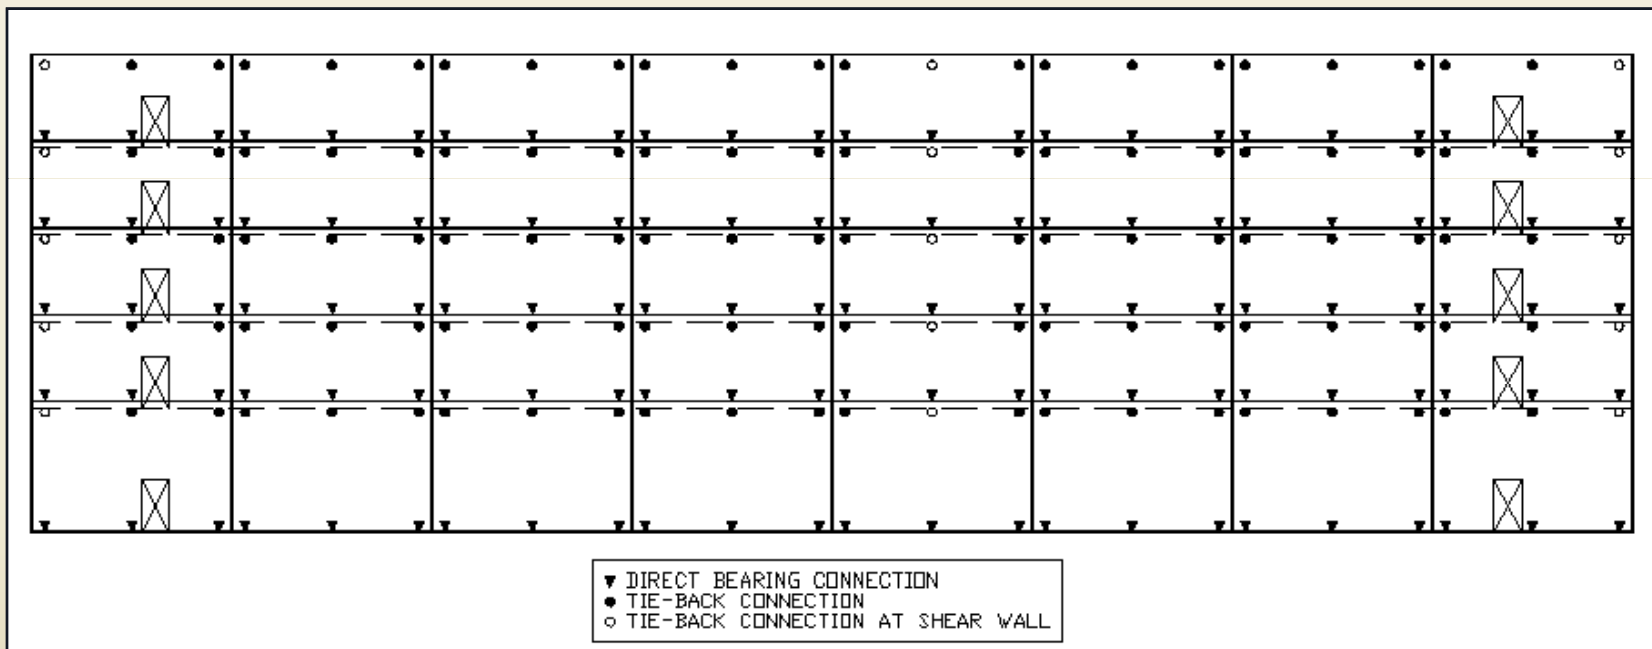 DIRECT BEARING CONNECTION
TIE-BACK CONNECTION
TIE-BACK CONNECTION AT SHEAR WALL